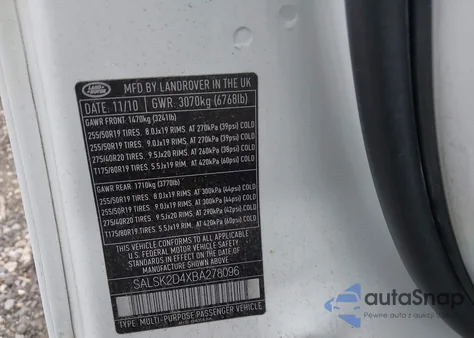 LAND ROVER
MFD BY LANDROVER IN THE UK
DATE: 11/10 GWR: 3070kg (6768lb)
GAWR FRONT: 1470kg (3241lb)
255/50R19 TIRES, 8.0Jx19 RIMS, AT 270kPa (39psi) COLD
255/50R19 TIRES, 9.0Jx19 RIMS, AT 270kPa (39psi) COLD
275/40R20 TIRES, 9.5Jx20 RIMS, AT 260kPa (38psi) COLD
T175/80R19 TIRES, 5.5Jx19 RIM, AT 420kPa (60psi) COLD
GAWR REAR: 1710kg (3770lb)
255/50R19 TIRES, 8.0Jx19 RIMS, AT 300kPa (44psi) COLD
255/50R19 TIRES, 9.0Jx19 RIMS, AT 300kPa (44psi) COLD
275/40R20 TIRES, 9.5Jx20 RIMS, AT 290kPa (42psi) COLD
T175/80R19 TIRES, 5.5Jx19 RIM, AT 420kPa (60psi) COLD
THIS VEHICLE CONFORMS TO ALL APPLICABLE
FEDERAL MOTOR VEHICLE SAFETY
STANDARDS IN EFFECT ON THE DATE OF
MANUFACTURE SHOWN ABOVE
SALSK2D4XBA278096
TYPE: MULTI-PURPOSE PASSENGER VEHICLE
autoSnap
Pewne auta z